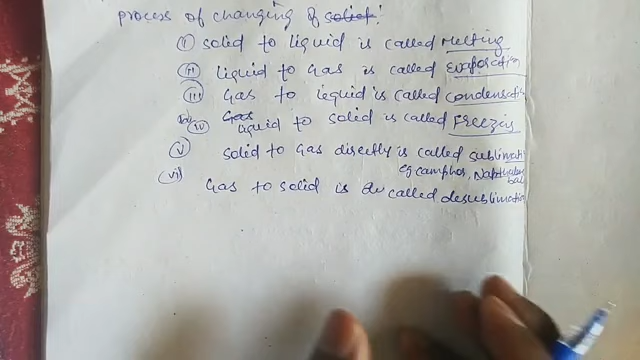 process of changing of solid:
(i) solid to liquid is called Melting
(ii) liquid to Gas is called Evaporation
(iii) Gas to liquid is called condensation
Gas
(iv) liquid to solid is called Freezing
(v) solid to Gas directly is called sublimati
eg camphor, Naphthalene
ball
(vi) Gas to solid is called desublimation